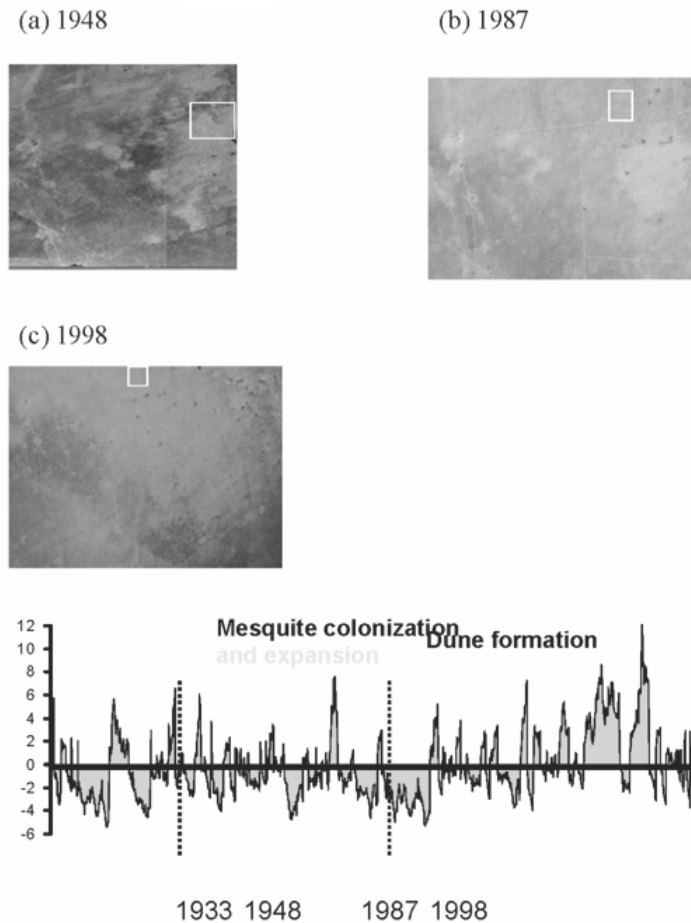 (a) 1948
(b) 1987
(c) 1998
Mesquite colonization
and expansion
Dune formation
12
10
8
6
4
2
0
-2
-4
-6
1933 1948 1987 1998